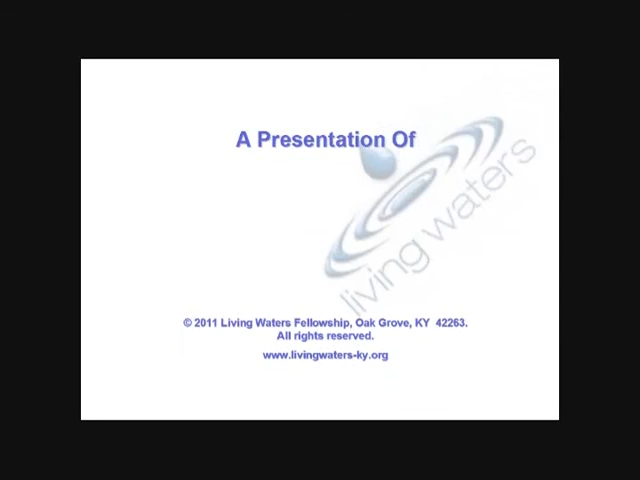 A Presentation Of
living waters
© 2011 Living Waters Fellowship, Oak Grove, KY 42263.
All rights reserved.
www.livingwaters-ky.org